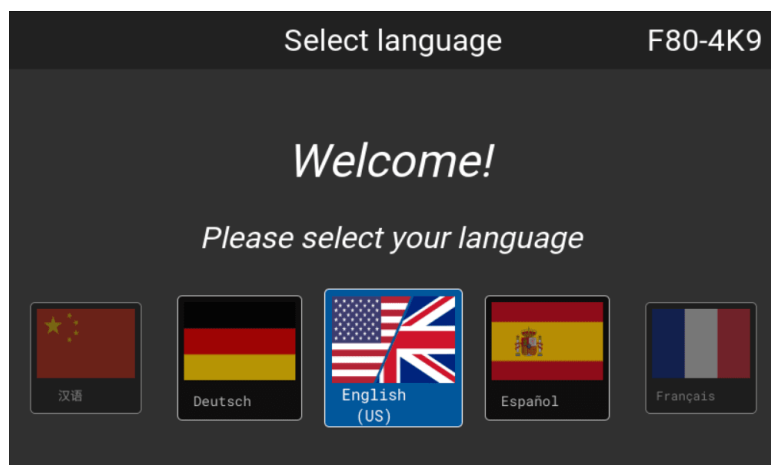 Select language
F80-4K9
Welcome!
Please select your language
汉语
Deutsch
English
(US)
Español
Français